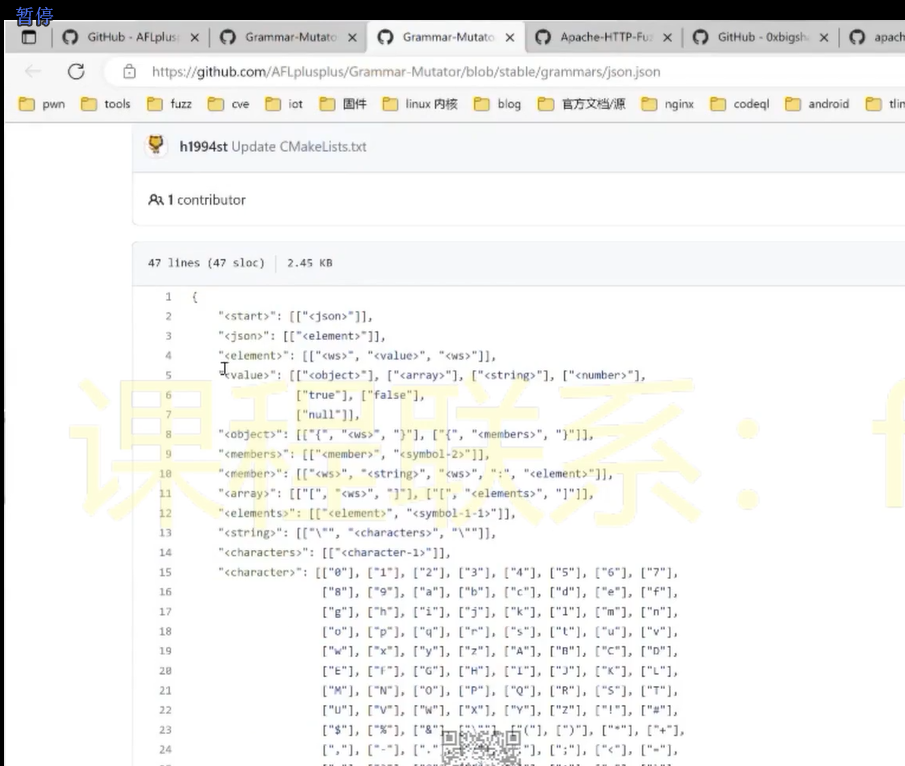 暂停
GitHub - AFLplus
Grammar-Mutato
Grammar-Mutato
Apache-HTTP-Fuz
GitHub - 0xbigsh
apach
https://github.com/AFLplusplus/Grammar-Mutator/blob/stable/grammars/json.json
pwn tools fuzz cve iot 固件 linux 内核 blog 官方文档/源 nginx codeql android tlin
h1994st Update CMakeLists.txt
1 contributor
47 lines (47 sloc) 2.45 KB
1 {
2 "<start>": [["<json>"]],
3 "<json>": [["<element>"]],
4 "<element>": [["<ws>", "<value>", "<ws>"]],
5 "<value>": [["<object>"], ["<array>"], ["<string>"], ["<number>"],
6 ["true"], ["false"],
7 ["null"]],
8 "<object>": [["{", "<ws>", "}"], ["{", "<members>", "}"]],
9 "<members>": [["<member>", "<symbol-2>"]],
10 "<member>": [["<ws>", "<string>", "<ws>", ":", "<element>"]],
11 "<array>": [["[", "<ws>", "]"], ["[", "<elements>", "]"]],
12 "<elements>": [["<element>", "<symbol-1-1>"]],
13 "<string>": [["\"", "<characters>", "\""]],
14 "<characters>": [["<character-1>"]],
15 "<character>": [["0"], ["1"], ["2"], ["3"], ["4"], ["5"], ["6"], ["7"],
16 ["8"], ["9"], ["a"], ["b"], ["c"], ["d"], ["e"], ["f"],
17 ["g"], ["h"], ["i"], ["j"], ["k"], ["l"], ["m"], ["n"],
18 ["o"], ["p"], ["q"], ["r"], ["s"], ["t"], ["u"], ["v"],
19 ["w"], ["x"], ["y"], ["z"], ["A"], ["B"], ["C"], ["D"],
20 ["E"], ["F"], ["G"], ["H"], ["I"], ["J"], ["K"], ["L"],
21 ["M"], ["N"], ["O"], ["P"], ["Q"], ["R"], ["S"], ["T"],
22 ["U"], ["V"], ["W"], ["X"], ["Y"], ["Z"], ["!"], ["#"],
23 ["$"], ["%"], ["&"], ["("], [")"], ["*"], ["+"],
24 [","], ["-"], ["."], [";"], ["<"], ["="],
课程联系: f